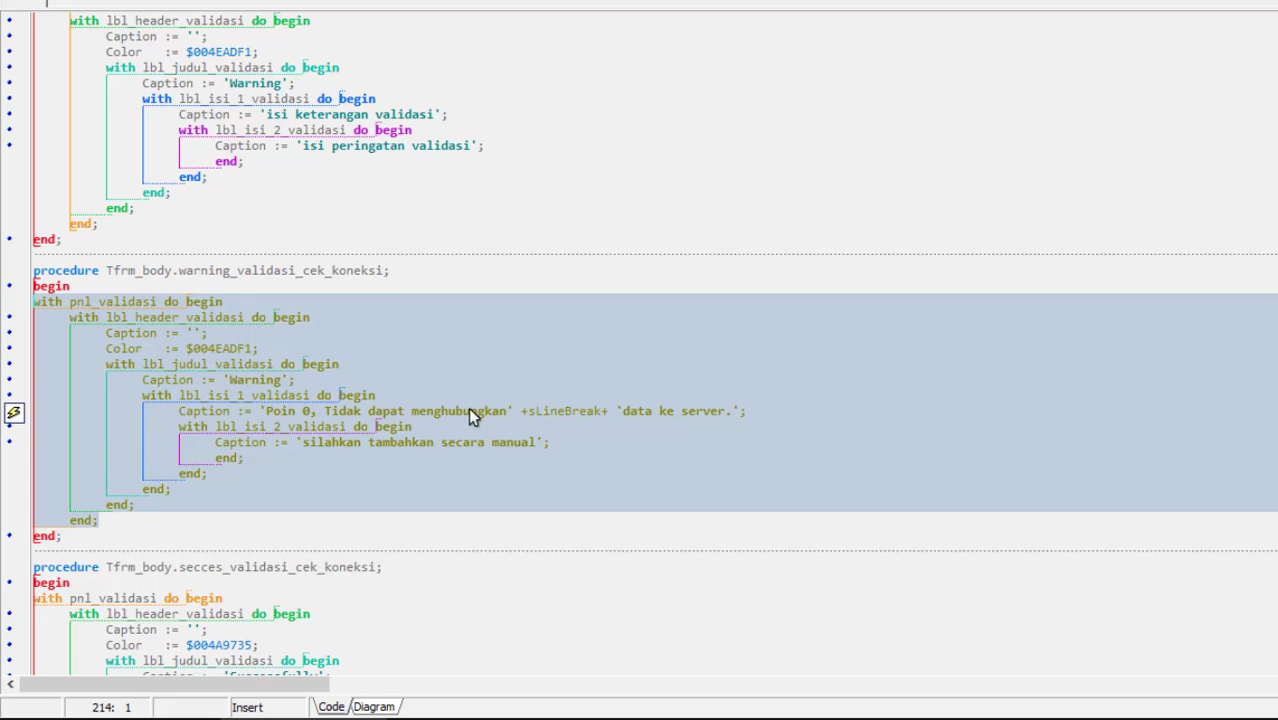 with lbl_header_validasi do begin
Caption := '';
Color   := $004EADF1;
with lbl_judul_validasi do begin
Caption := 'Warning';
with lbl_isi_1_validasi do begin
Caption := 'isi keterangan validasi';
with lbl_isi_2_validasi do begin
Caption := 'isi peringatan validasi';
end;
end;
end;
end;
end;
end;
procedure Tfrm_body.warning_validasi_cek_koneksi;
begin
with pnl_validasi do begin
with lbl_header_validasi do begin
Caption := '';
Color   := $004EADF1;
with lbl_judul_validasi do begin
Caption := 'Warning';
with lbl_isi_1_validasi do begin
Caption := 'Poin 0, Tidak dapat menghubungkan' +sLineBreak+ 'data ke server.';
with lbl_isi_2_validasi do begin
Caption := 'silahkan tambahkan secara manual';
end;
end;
end;
end;
end;
end;
procedure Tfrm_body.secces_validasi_cek_koneksi;
begin
with pnl_validasi do begin
with lbl_header_validasi do begin
Caption := '';
Color   := $004A9735;
with lbl_judul_validasi do begin
214: 1 Insert Code Diagram